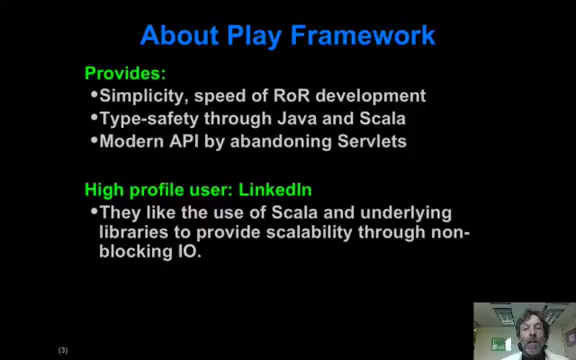 About Play Framework
Provides:
•Simplicity, speed of RoR development
•Type-safety through Java and Scala
•Modern API by abandoning Servlets
High profile user: LinkedIn
•They like the use of Scala and underlying
libraries to provide scalability through non-
blocking IO.
(3)